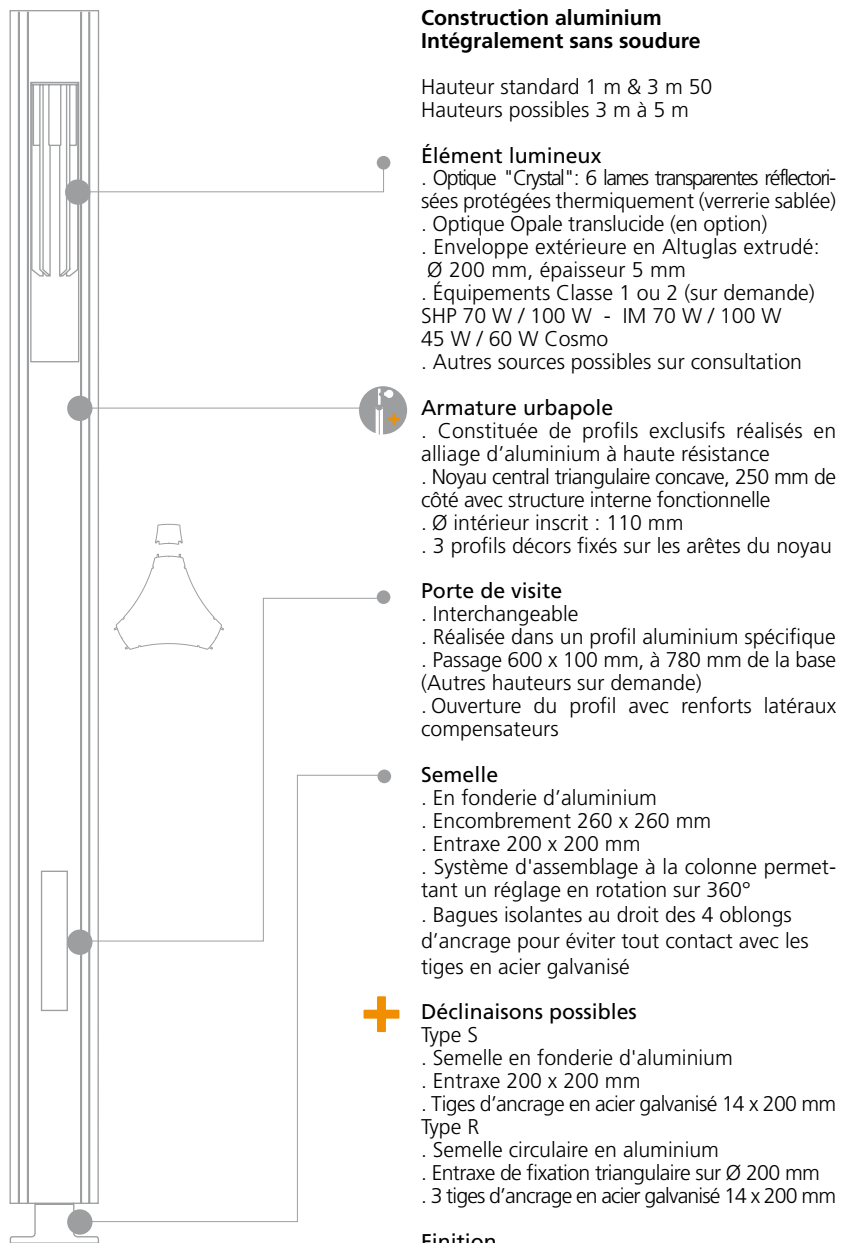 Construction aluminium
Intégralement sans soudure
Hauteur standard 1 m & 3 m 50
Hauteurs possibles 3 m à 5 m
Élément lumineux
. Optique "Crystal": 6 lames transparentes réflectori-
sées protégées thermiquement (verrerie sablée)
. Optique Opale translucide (en option)
. Enveloppe extérieure en Altuglas extrudé:
Ø 200 mm, épaisseur 5 mm
. Équipements Classe 1 ou 2 (sur demande)
SHP 70 W / 100 W - IM 70 W / 100 W
45 W / 60 W Cosmo
. Autres sources possibles sur consultation
Armature urbapole
. Constituée de profils exclusifs réalisés en
alliage d’aluminium à haute résistance
. Noyau central triangulaire concave, 250 mm de
côté avec structure interne fonctionnelle
. Ø intérieur inscrit : 110 mm
. 3 profils décors fixés sur les arêtes du noyau
Porte de visite
. Interchangeable
. Réalisée dans un profil aluminium spécifique
. Passage 600 x 100 mm, à 780 mm de la base
(Autres hauteurs sur demande)
. Ouverture du profil avec renforts latéraux
compensateurs
Semelle
. En fonderie d’aluminium
. Encombrement 260 x 260 mm
. Entraxe 200 x 200 mm
. Système d'assemblage à la colonne permet-
tant un réglage en rotation sur 360°
. Bagues isolantes au droit des 4 oblongs
d’ancrage pour éviter tout contact avec les
tiges en acier galvanisé
Déclinaisons possibles
Type S
. Semelle en fonderie d'aluminium
. Entraxe 200 x 200 mm
. Tiges d’ancrage en acier galvanisé 14 x 200 mm
Type R
. Semelle circulaire en aluminium
. Entraxe de fixation triangulaire sur Ø 200 mm
. 3 tiges d’ancrage en acier galvanisé 14 x 200 mm
Finition